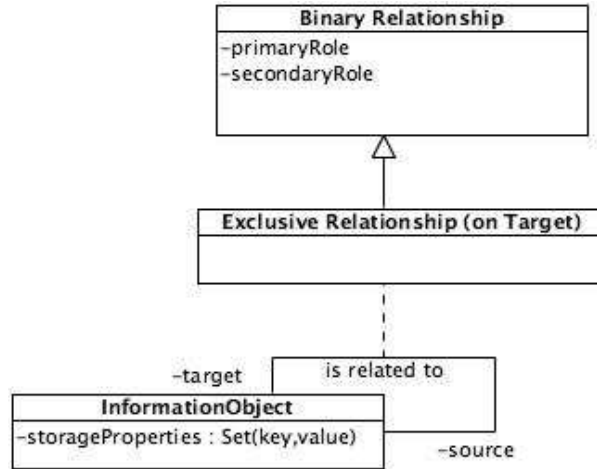 Binary Relationship
-primaryRole
-secondaryRole
Exclusive Relationship (on Target)
is related to
-target
InformationObject
-storageProperties : Set(key,value)
-source